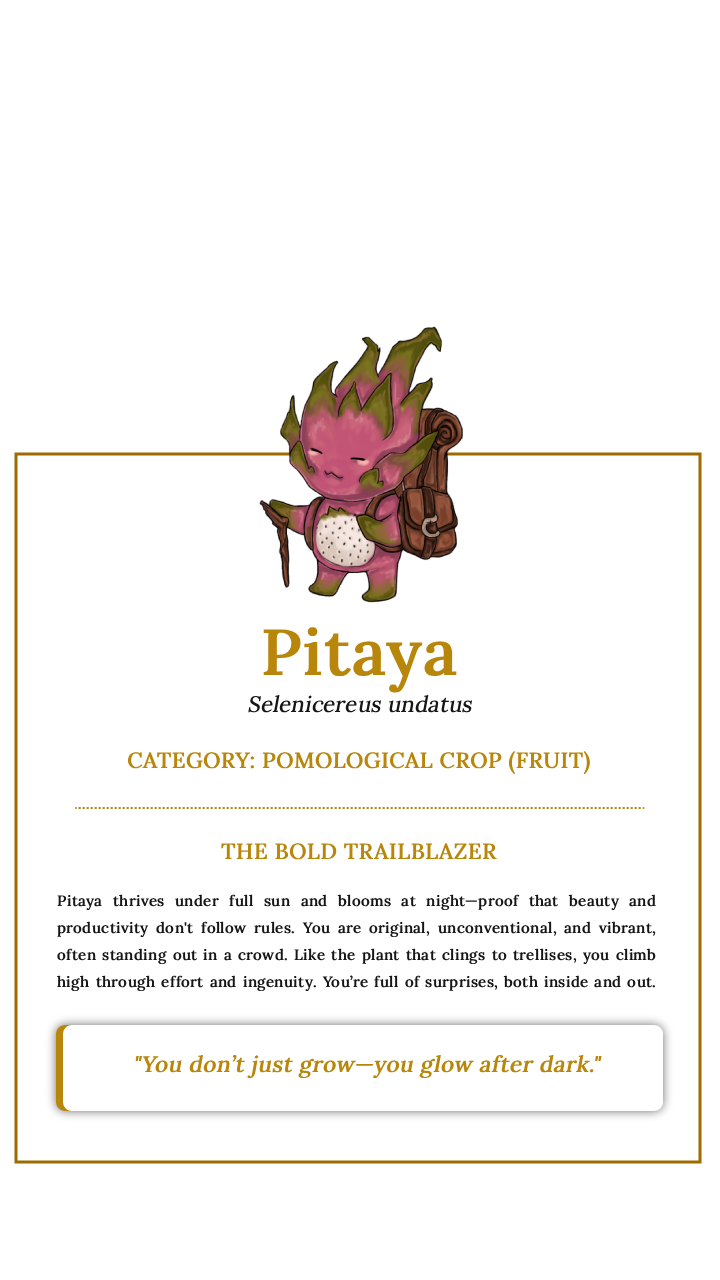 Pitaya
Selenicereus undatus
CATEGORY: POMOLOGICAL CROP (FRUIT)
THE BOLD TRAILBLAZER
Pitaya thrives under full sun and blooms at night—proof that beauty and
productivity don't follow rules. You are original, unconventional, and vibrant,
often standing out in a crowd. Like the plant that clings to trellises, you climb
high through effort and ingenuity. You’re full of surprises, both inside and out.
"You don’t just grow—you glow after dark."